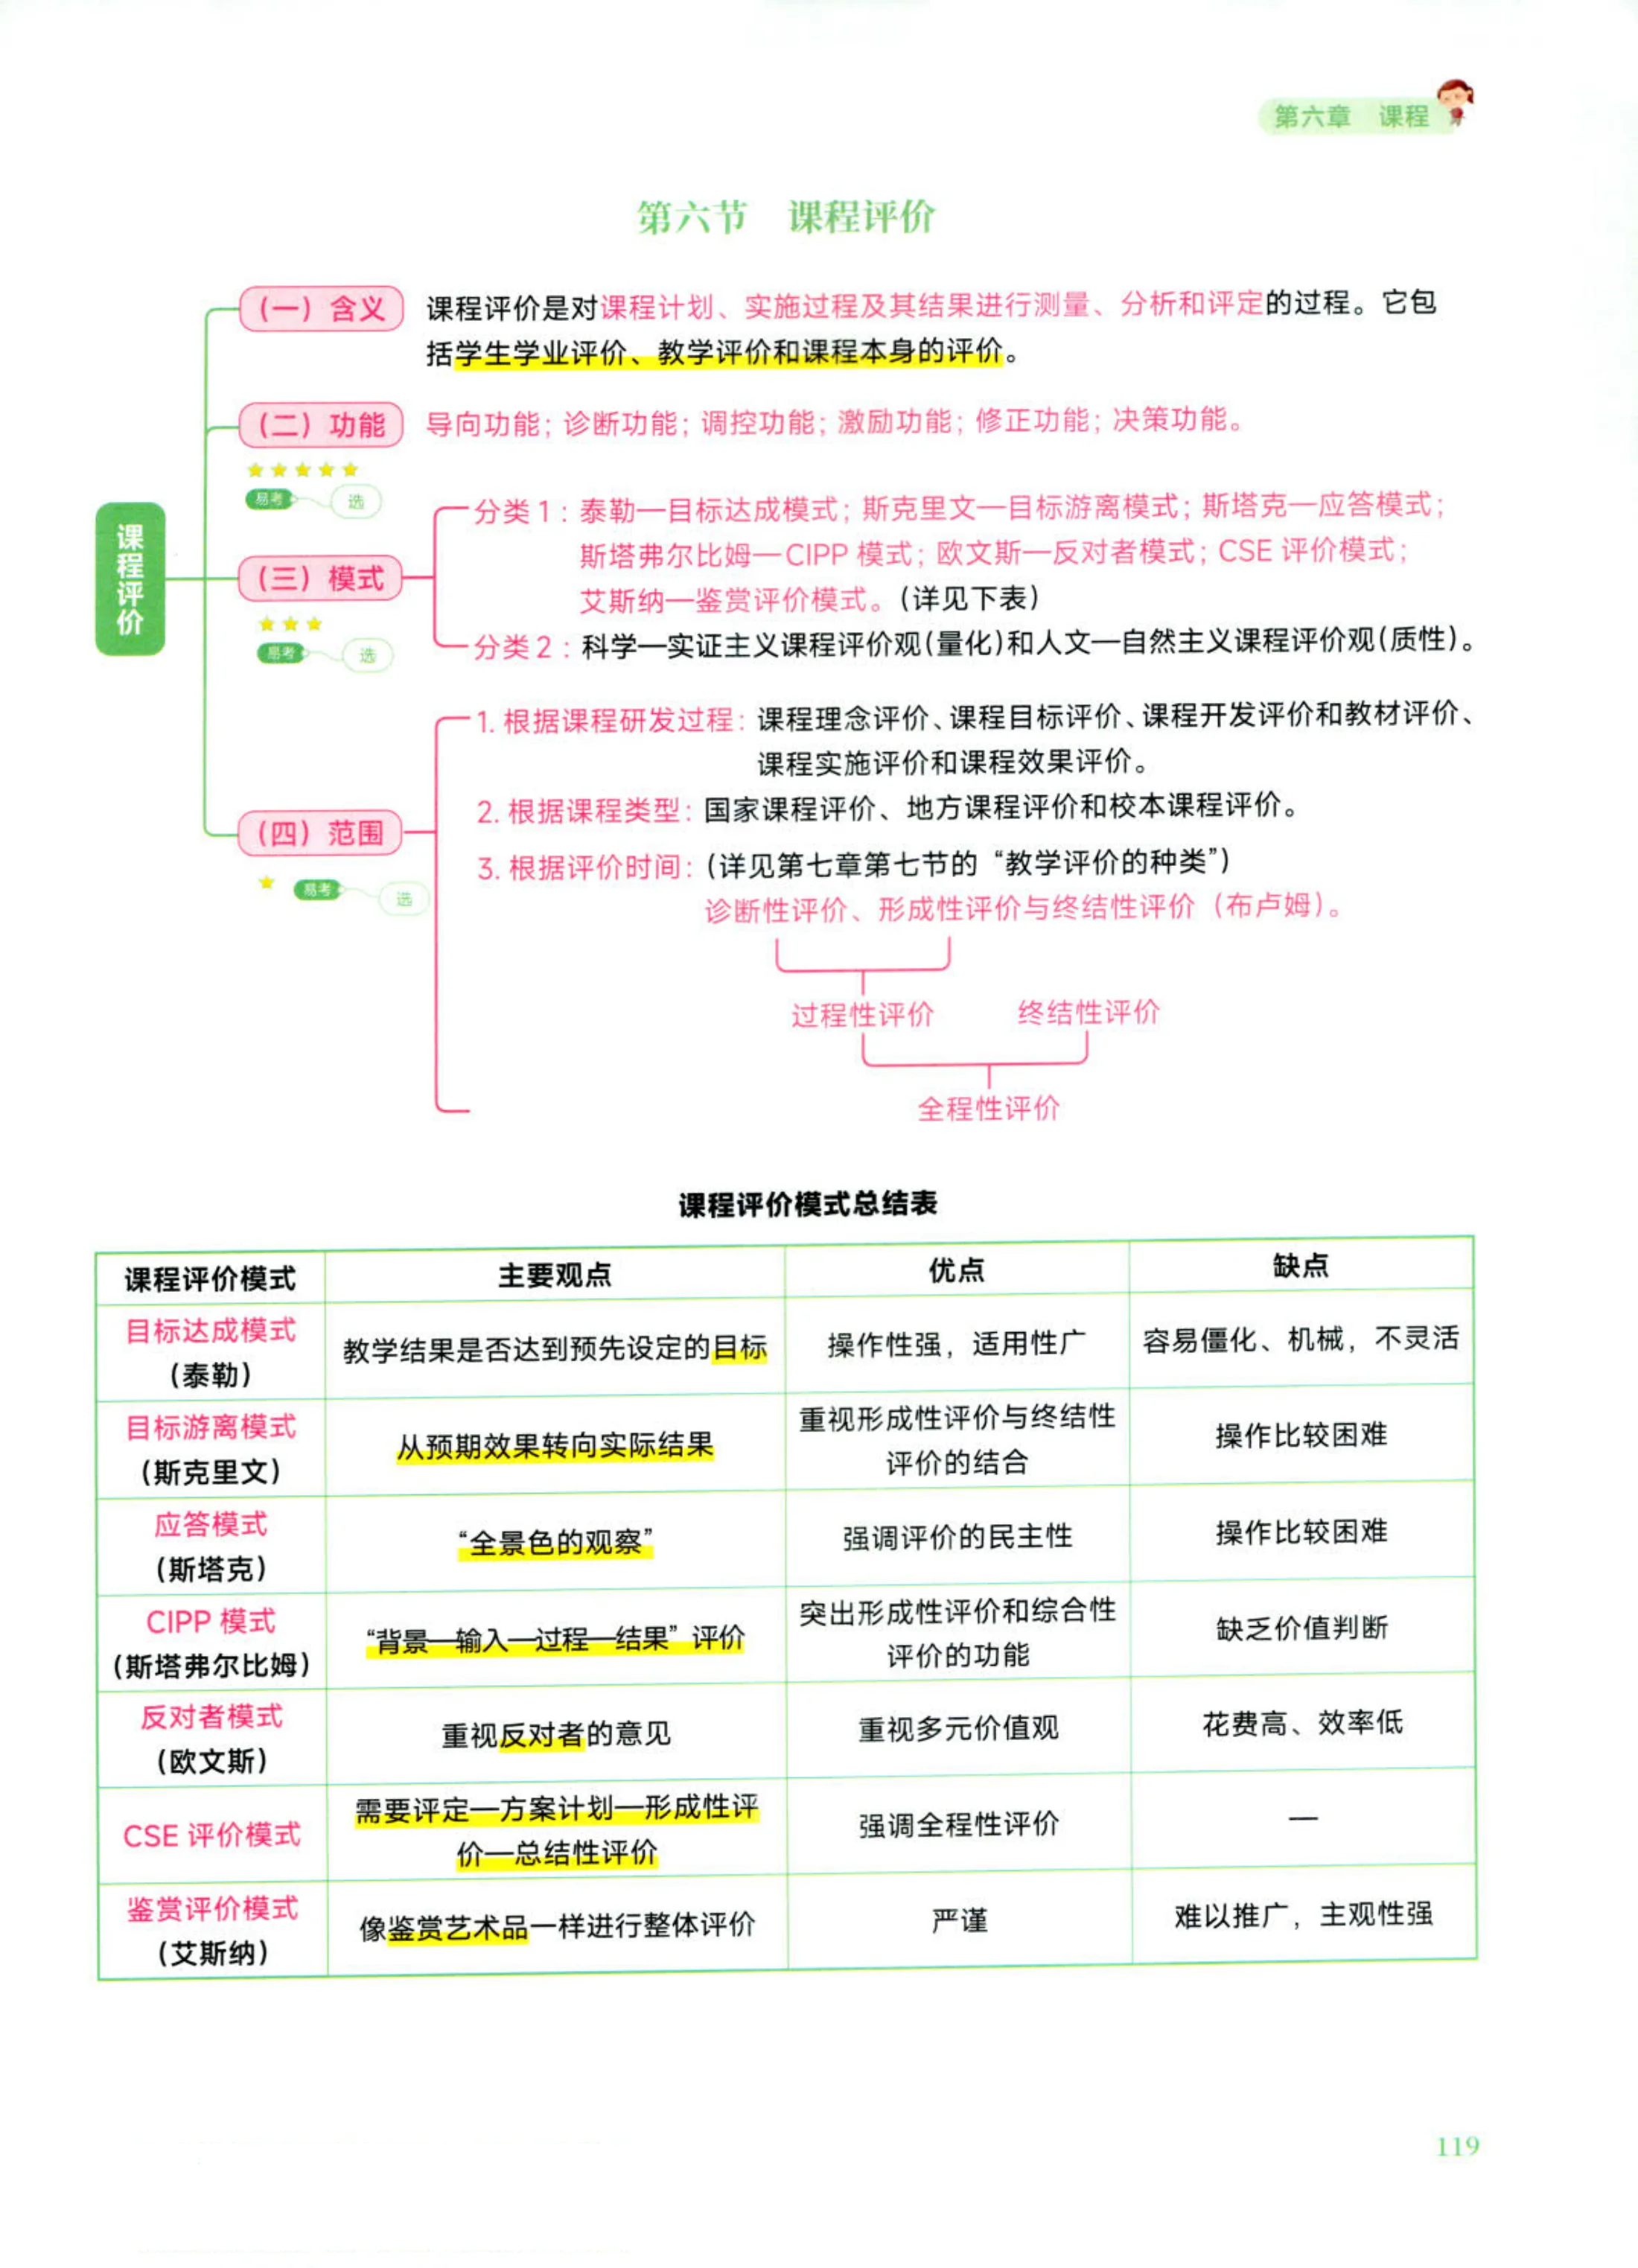 第六章 课程
第六节 课程评价
课程评价
（一）含义
课程评价是对课程计划、实施过程及其结果进行测量、分析和评定的过程。它包
括学生学业评价、教学评价和课程本身的评价。
（二）功能
导向功能；诊断功能；调控功能；激励功能；修正功能；决策功能。
易考 选
（三）模式
易考 选
分类 1：泰勒—目标达成模式；斯克里文—目标游离模式；斯塔克—应答模式；
斯塔弗尔比姆—CIPP 模式；欧文斯—反对者模式；CSE 评价模式；
艾斯纳—鉴赏评价模式。（详见下表）
分类 2：科学—实证主义课程评价观（量化）和人文—自然主义课程评价观（质性）。
（四）范围
易考 选
1. 根据课程研发过程：课程理念评价、课程目标评价、课程开发评价和教材评价、
课程实施评价和课程效果评价。
2. 根据课程类型：国家课程评价、地方课程评价和校本课程评价。
3. 根据评价时间：（详见第七章第七节的“教学评价的种类”）
诊断性评价、形成性评价与终结性评价（布卢姆）。
过程性评价 终结性评价
全程性评价
课程评价模式总结表
课程评价模式 主要观点 优点 缺点
目标达成模式
（泰勒）
教学结果是否达到预先设定的目标
操作性强，适用性广
容易僵化、机械，不灵活
目标游离模式
（斯克里文）
从预期效果转向实际结果
重视形成性评价与终结性
评价的结合
操作比较困难
应答模式
（斯塔克）
“全景色的观察”
强调评价的民主性
操作比较困难
CIPP 模式
（斯塔弗尔比姆）
“背景—输入—过程—结果”评价
突出形成性评价和综合性
评价的功能
缺乏价值判断
反对者模式
（欧文斯）
重视反对者的意见
重视多元价值观
花费高、效率低
CSE 评价模式
需要评定—方案计划—形成性评
价—总结性评价
强调全程性评价
—
鉴赏评价模式
（艾斯纳）
像鉴赏艺术品一样进行整体评价
严谨
难以推广，主观性强
119